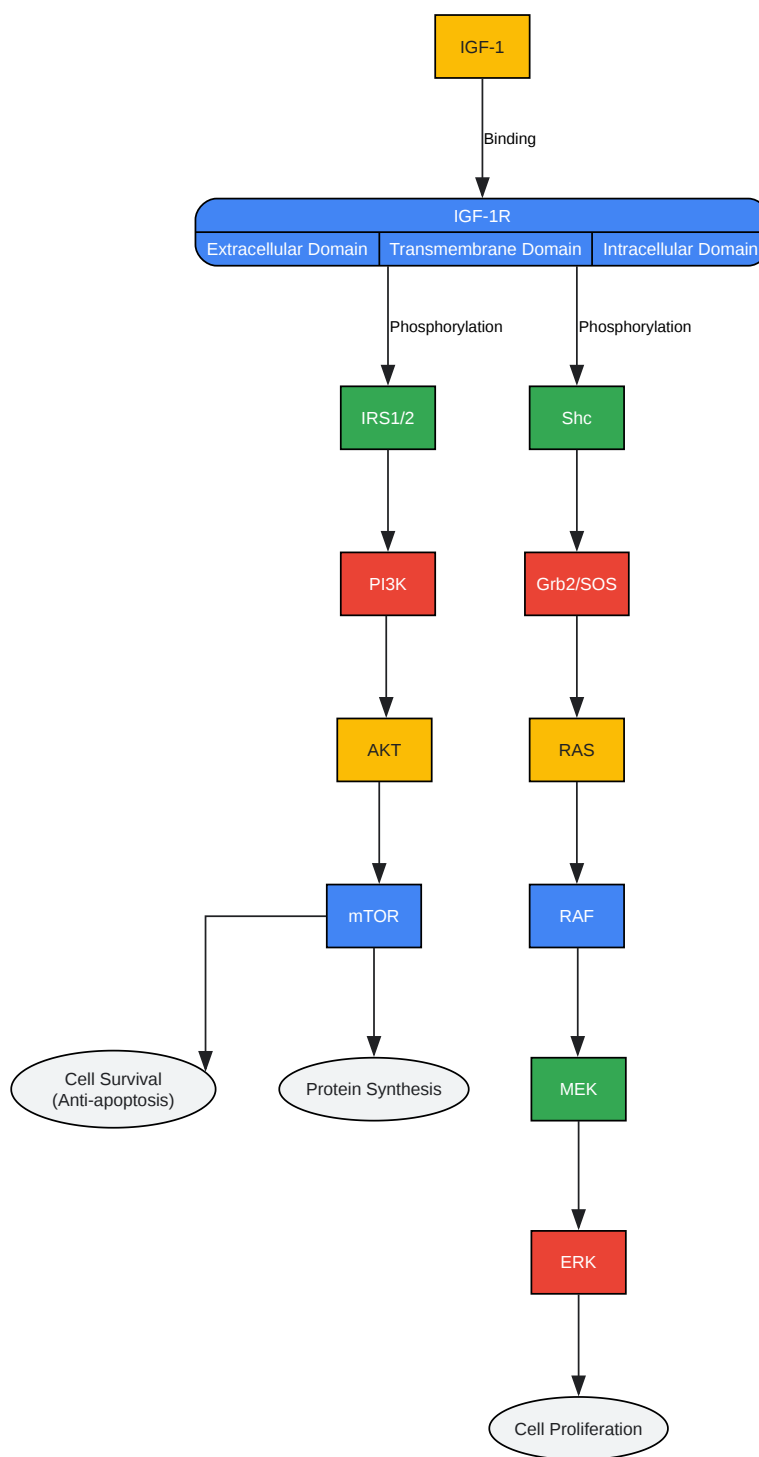 IGF-1
Binding
IGF-1R
Extracellular Domain
Transmembrane Domain
Intracellular Domain
Phosphorylation
Phosphorylation
IRS1/2
Shc
PI3K
Grb2/SOS
AKT
RAS
mTOR
RAF
Cell Survival
(Anti-apoptosis)
Protein Synthesis
MEK
ERK
Cell Proliferation